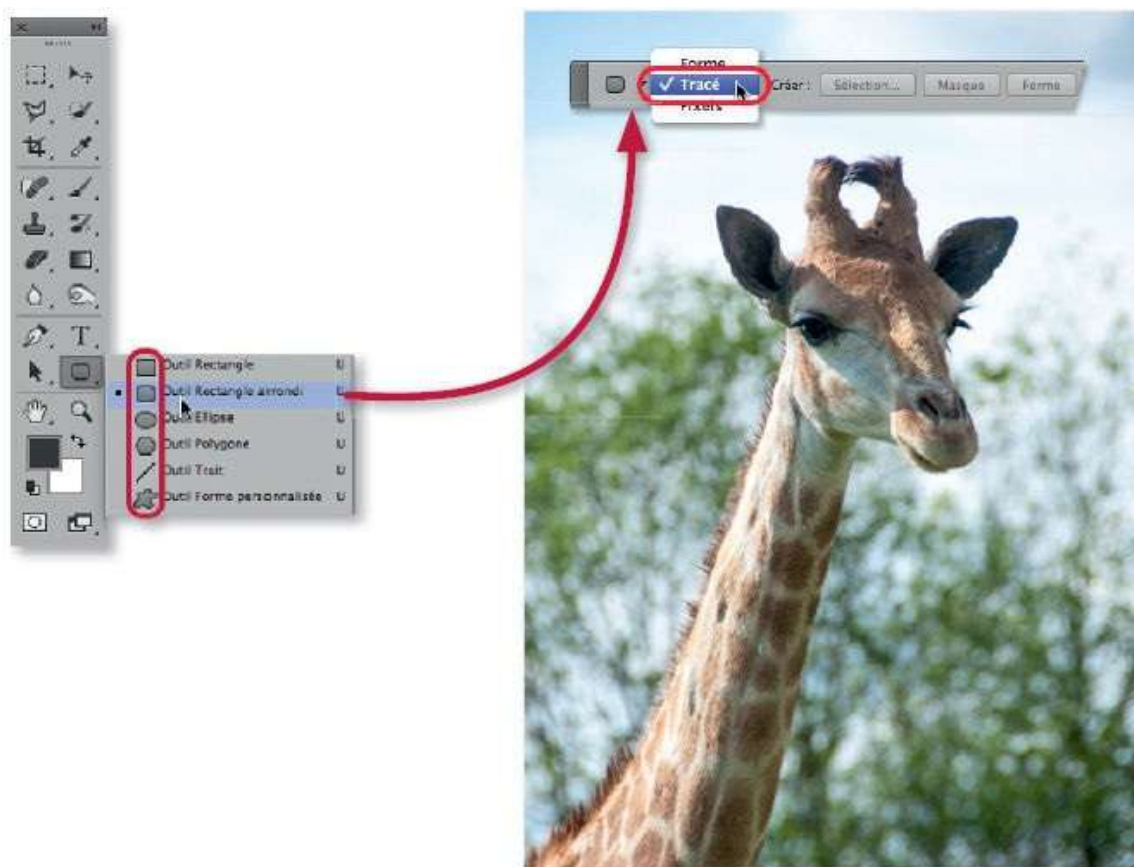 Forme
Tracé
Pixels
Créer :
Sélection...
Masque
Forme
T
Outil Rectangle U
Outil Rectangle arrondi U
Outil Ellipse U
Outil Polygone U
Outil Trait U
Outil Forme personnalisée U